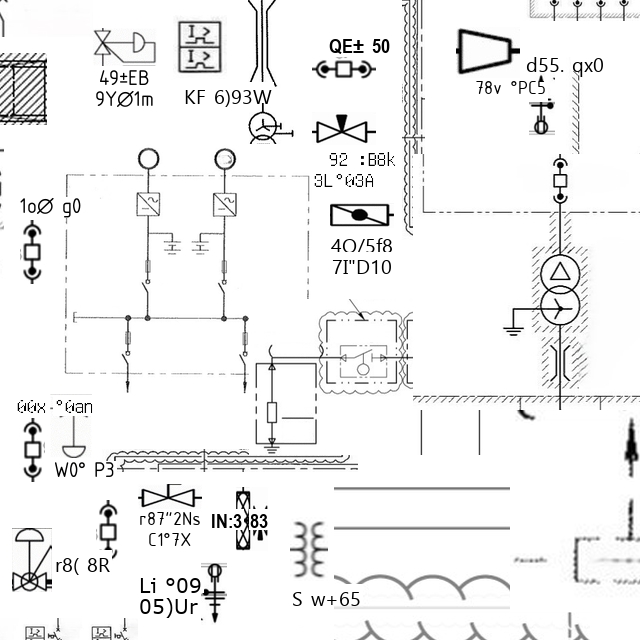 QE± 50
49±EB
9YØ1m
KF 6)93W
d55. qx0
78v °PC5
92 :B8k
3L°03A
1oØ g0
4O/5f8
7I"D10
00x-°0an
W0° P3
r87"2Ns
C1°7X
IN:3 83
r8( 8R
Li °09
05)Ur
S w+65